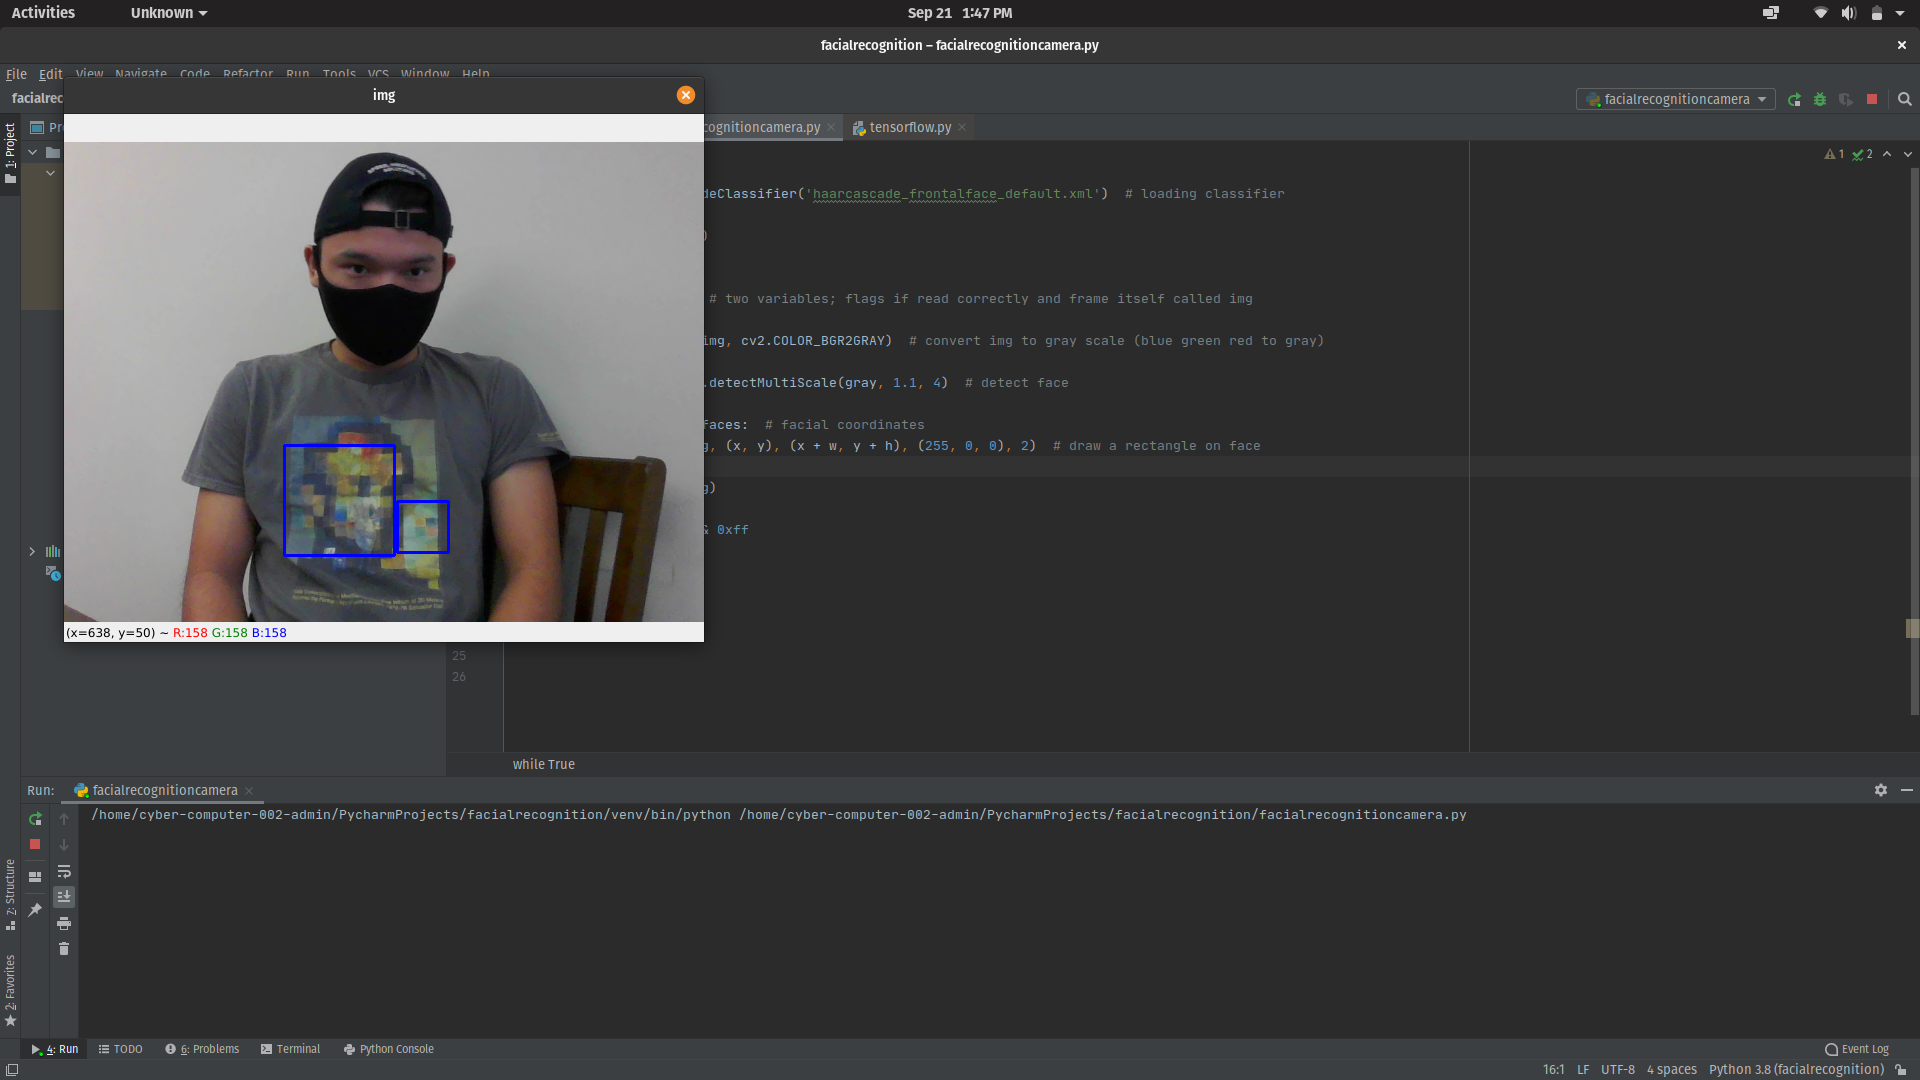 Activities
Unknown
Sep 21 1:47 PM
facialrecognition – facialrecognitioncamera.py
File Edit View Navigate Code Refactor Run Tools VCS Window Help
facialrec
img
facialrecognitioncamera
1: Project
Pr
cognitioncamera.py
tensorflow.py
1
2
deClassifier('haarcascade_frontalface_default.xml')  # loading classifier
)
# two variables; flags if read correctly and frame itself called img
img, cv2.COLOR_BGR2GRAY)  # convert img to gray scale (blue green red to gray)
.detectMultiScale(gray, 1.1, 4)  # detect face
faces:  # facial coordinates
g, (x, y), (x + w, y + h), (255, 0, 0), 2)  # draw a rectangle on face
g)
& 0xff
(x=638, y=50) ~ R:158 G:158 B:158
25
26
while True
Run:
facialrecognitioncamera
/home/cyber-computer-002-admin/PycharmProjects/facialrecognition/venv/bin/python /home/cyber-computer-002-admin/PycharmProjects/facialrecognition/facialrecognitioncamera.py
7: Structure
2: Favorites
4: Run
TODO
6: Problems
Terminal
Python Console
Event Log
16:1 LF UTF-8 4 spaces Python 3.8 (facialrecognition)